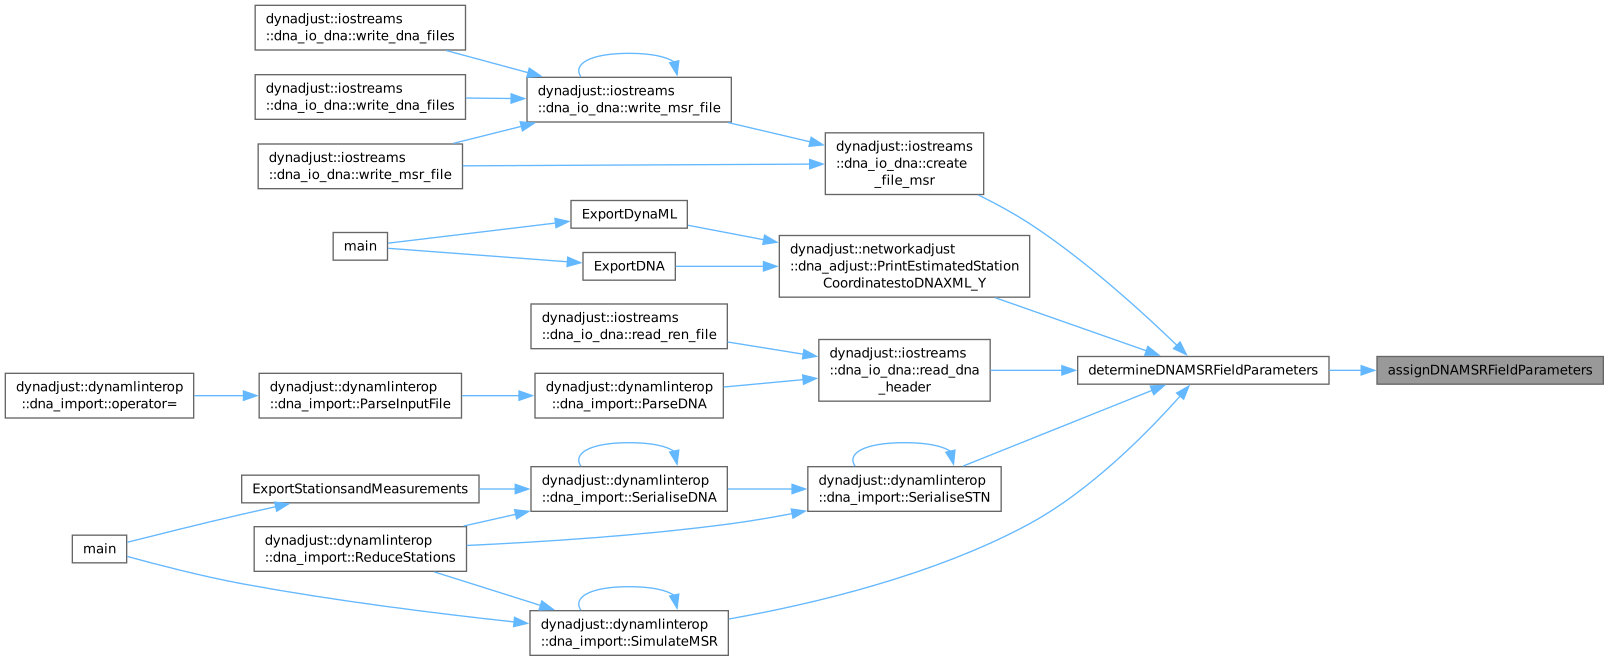 dynadjust::iostreams
::dna_io_dna::write_dna_files
dynadjust::iostreams
::dna_io_dna::write_dna_files
dynadjust::iostreams
::dna_io_dna::write_msr_file
dynadjust::iostreams
::dna_io_dna::write_msr_file
dynadjust::iostreams
::dna_io_dna::create
_file_msr
main
ExportDynaML
ExportDNA
dynadjust::networkadjust
::dna_adjust::PrintEstimatedStation
CoordinatestoDNAXML_Y
dynadjust::iostreams
::dna_io_dna::read_ren_file
dynadjust::iostreams
::dna_io_dna::read_dna
_header
determineDNAMSRFieldParameters
assignDNAMSRFieldParameters
dynadjust::dynamlinterop
::dna_import::operator=
dynadjust::dynamlinterop
::dna_import::ParseInputFile
dynadjust::dynamlinterop
::dna_import::ParseDNA
ExportStationsandMeasurements
dynadjust::dynamlinterop
::dna_import::SerialiseDNA
dynadjust::dynamlinterop
::dna_import::SerialiseSTN
main
dynadjust::dynamlinterop
::dna_import::ReduceStations
dynadjust::dynamlinterop
::dna_import::SimulateMSR